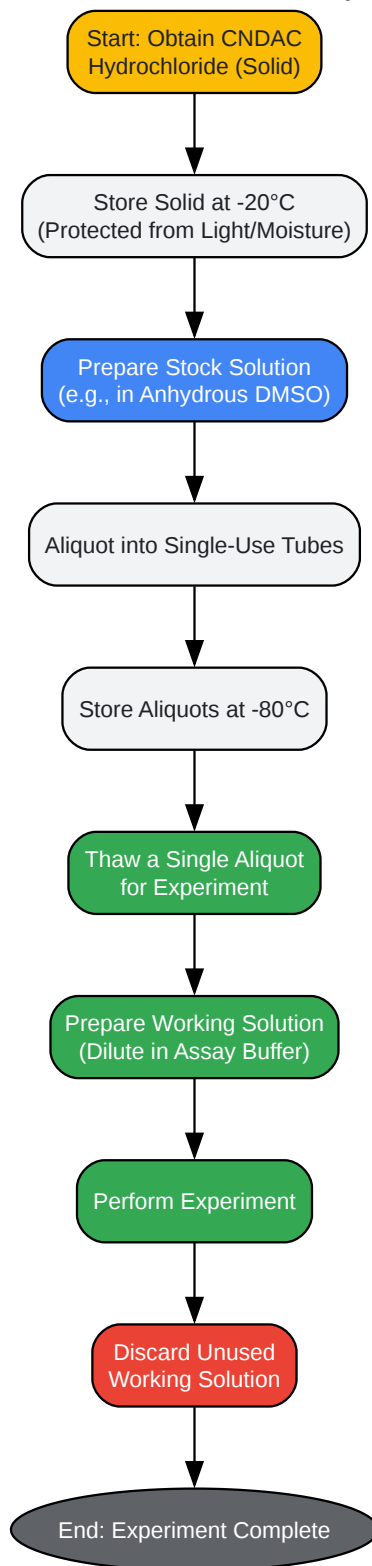 Start: Obtain CNDAC
Hydrochloride (Solid)
Store Solid at -20°C
(Protected from Light/Moisture)
Prepare Stock Solution
(e.g., in Anhydrous DMSO)
Aliquot into Single-Use Tubes
Store Aliquots at -80°C
Thaw a Single Aliquot
for Experiment
Prepare Working Solution
(Dilute in Assay Buffer)
Perform Experiment
Discard Unused
Working Solution
End: Experiment Complete